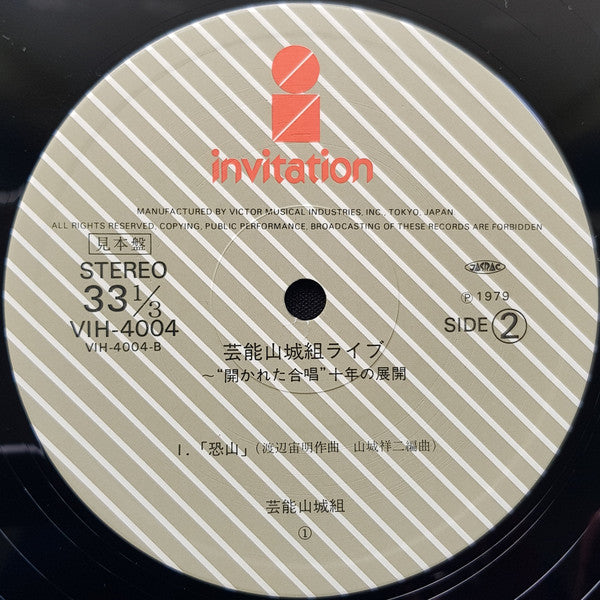 invitation
MANUFACTURED BY VICTOR MUSICAL INDUSTRIES, INC., TOKYO, JAPAN
ALL RIGHTS RESERVED, COPYING, PUBLIC PERFORMANCE, BROADCASTING OF THESE RECORDS ARE FORBIDDEN
見本盤
STEREO
33 1/3
VIH-4004
VIH-4004-B
JASRAC
Ⓟ 1979
SIDE ②
芸能山城組ライブ
～“開かれた合唱”十年の展開
1. 「恐山」(渡辺宙明作曲 山城祥二編曲)
芸能山城組
①